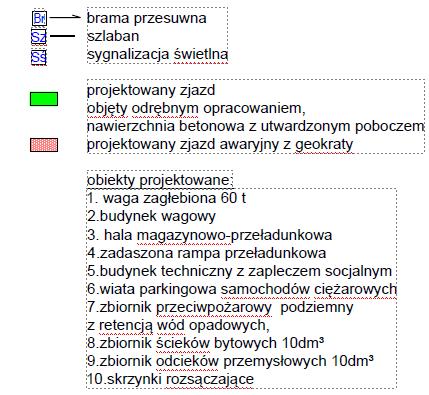 Br brama przesuwna
Sz szlaban
Sś sygnalizacja świetlna
projektowany zjazd
objęty odrębnym opracowaniem,
nawierzchnia betonowa z utwardzonym poboczem
projektowany zjazd awaryjny z geokraty
obiekty projektowane:
1. waga zagłębiona 60 t
2.budynek wagowy
3. hala magazynowo-przeładunkowa
4.zadaszona rampa przeładunkowa
5.budynek techniczny z zapleczem socjalnym
6.wiata parkingowa samochodów ciężarowych
7.zbiornik przeciwpożarowy podziemny
z retencją wód opadowych,
8.zbiornik ścieków bytowych 10dm³
9.zbiornik odcieków przemysłowych 10dm³
10.skrzynki rozsączające